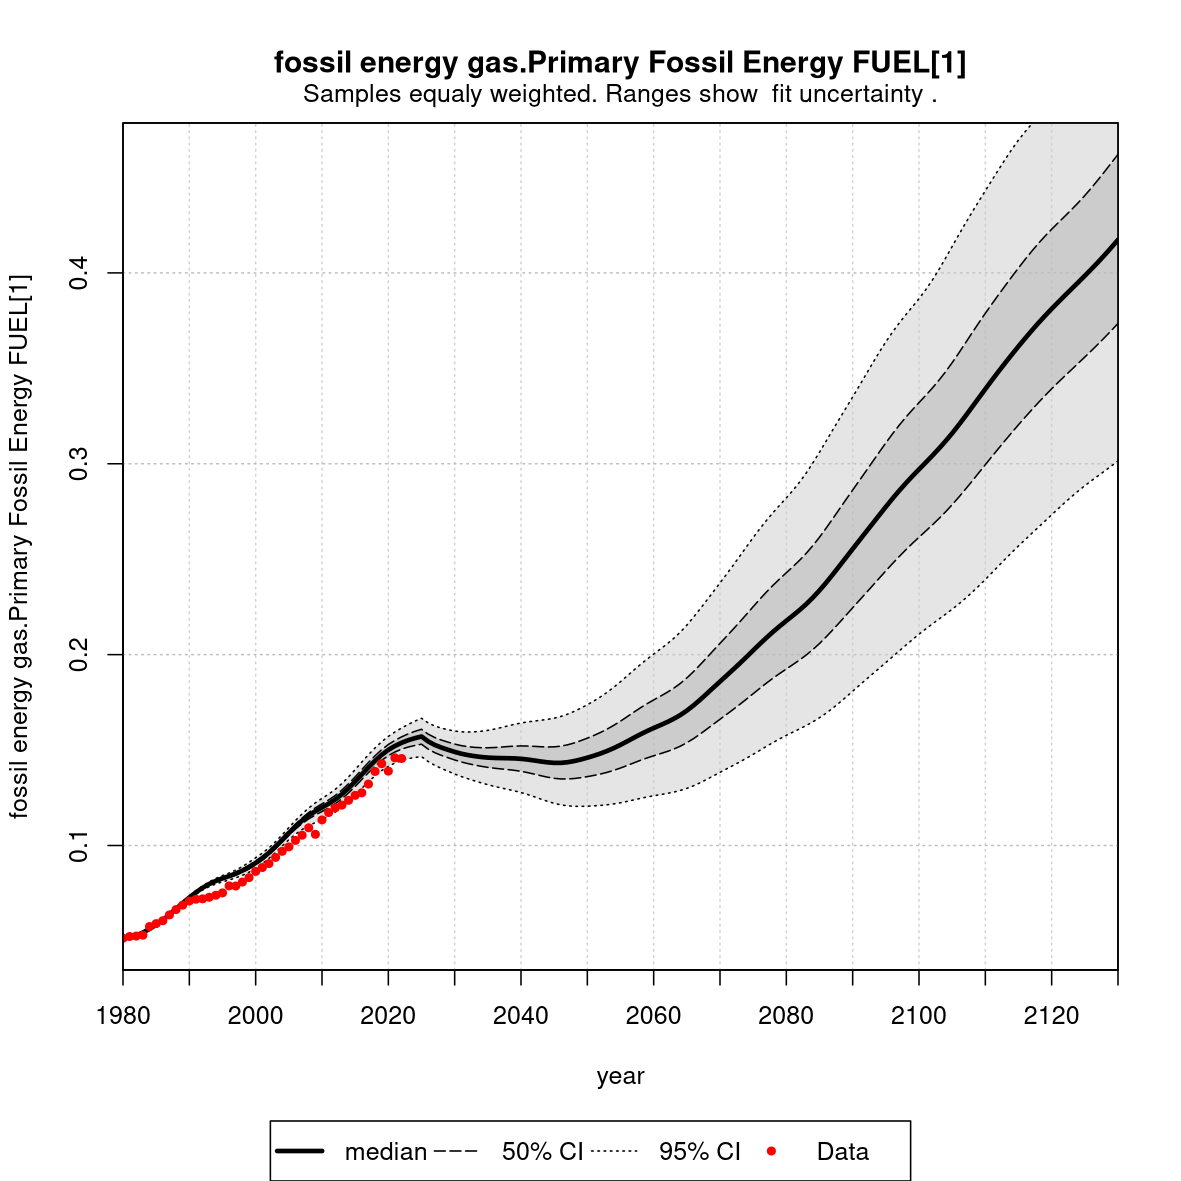 fossil energy gas.Primary Fossil Energy FUEL[1]
Samples equaly weighted. Ranges show  fit uncertainty .
fossil energy gas.Primary Fossil Energy FUEL[1]
0.4
0.3
0.2
0.1
1980 2000 2020 2040 2060 2080 2100 2120
year
median 50% CI 95% CI Data